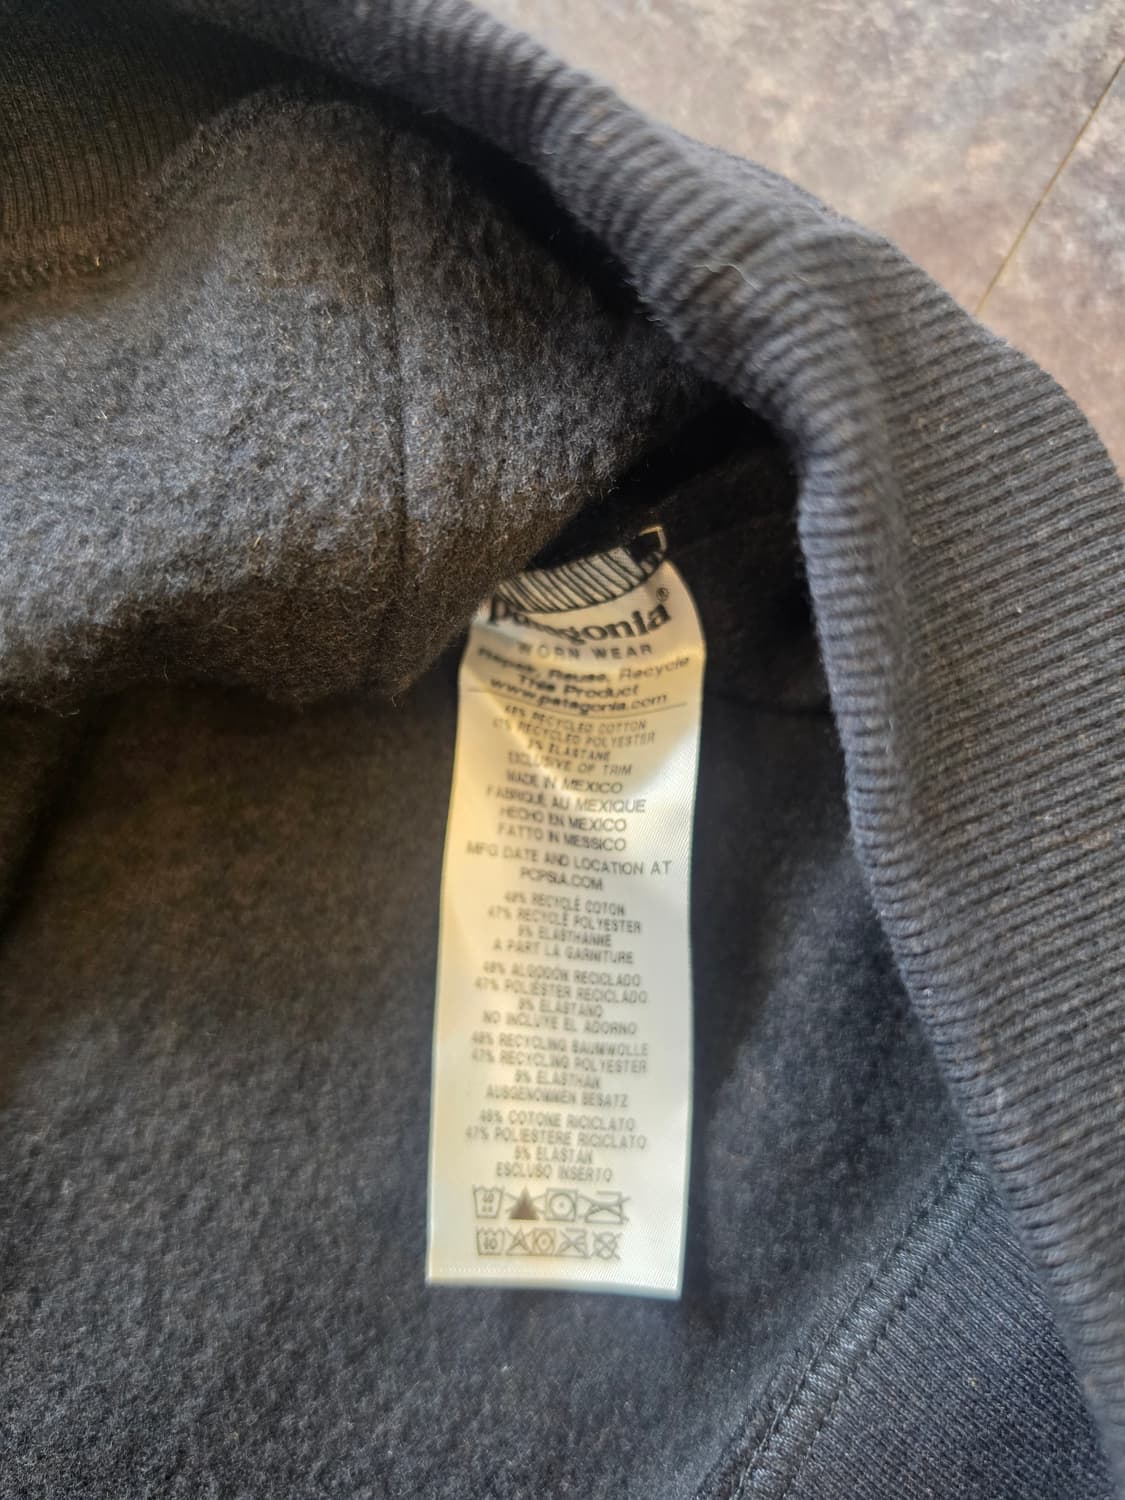 patagonia®
WORN WEAR
Repair, Reuse, Recycle
This Product
www.patagonia.com
48% RECYCLED COTTON
47% RECYCLED POLYESTER
5% ELASTANE
EXCLUSIVE OF TRIM
MADE IN MEXICO
FABRIQUÉ AU MEXIQUE
HECHO EN MEXICO
FATTO IN MESSICO
MFG DATE AND LOCATION AT
PCPSIA.COM
48% RECYCLÉ COTON
47% RECYCLÉ POLYESTER
5% ELASTHANNE
A PART LA GARNITURE
48% ALGODÓN RECICLADO
47% POLIÉSTER RECICLADO
5% ELASTANO
NO INCLUYE EL ADORNO
48% RECYCLING BAUMWOLLE
47% RECYCLING POLYESTER
5% ELASTHAN
AUSGENOMMEN BESATZ
48% COTONE RICICLATO
47% POLIESTERE RICICLATO
5% ELASTAN
ESCLUSO INSERTO